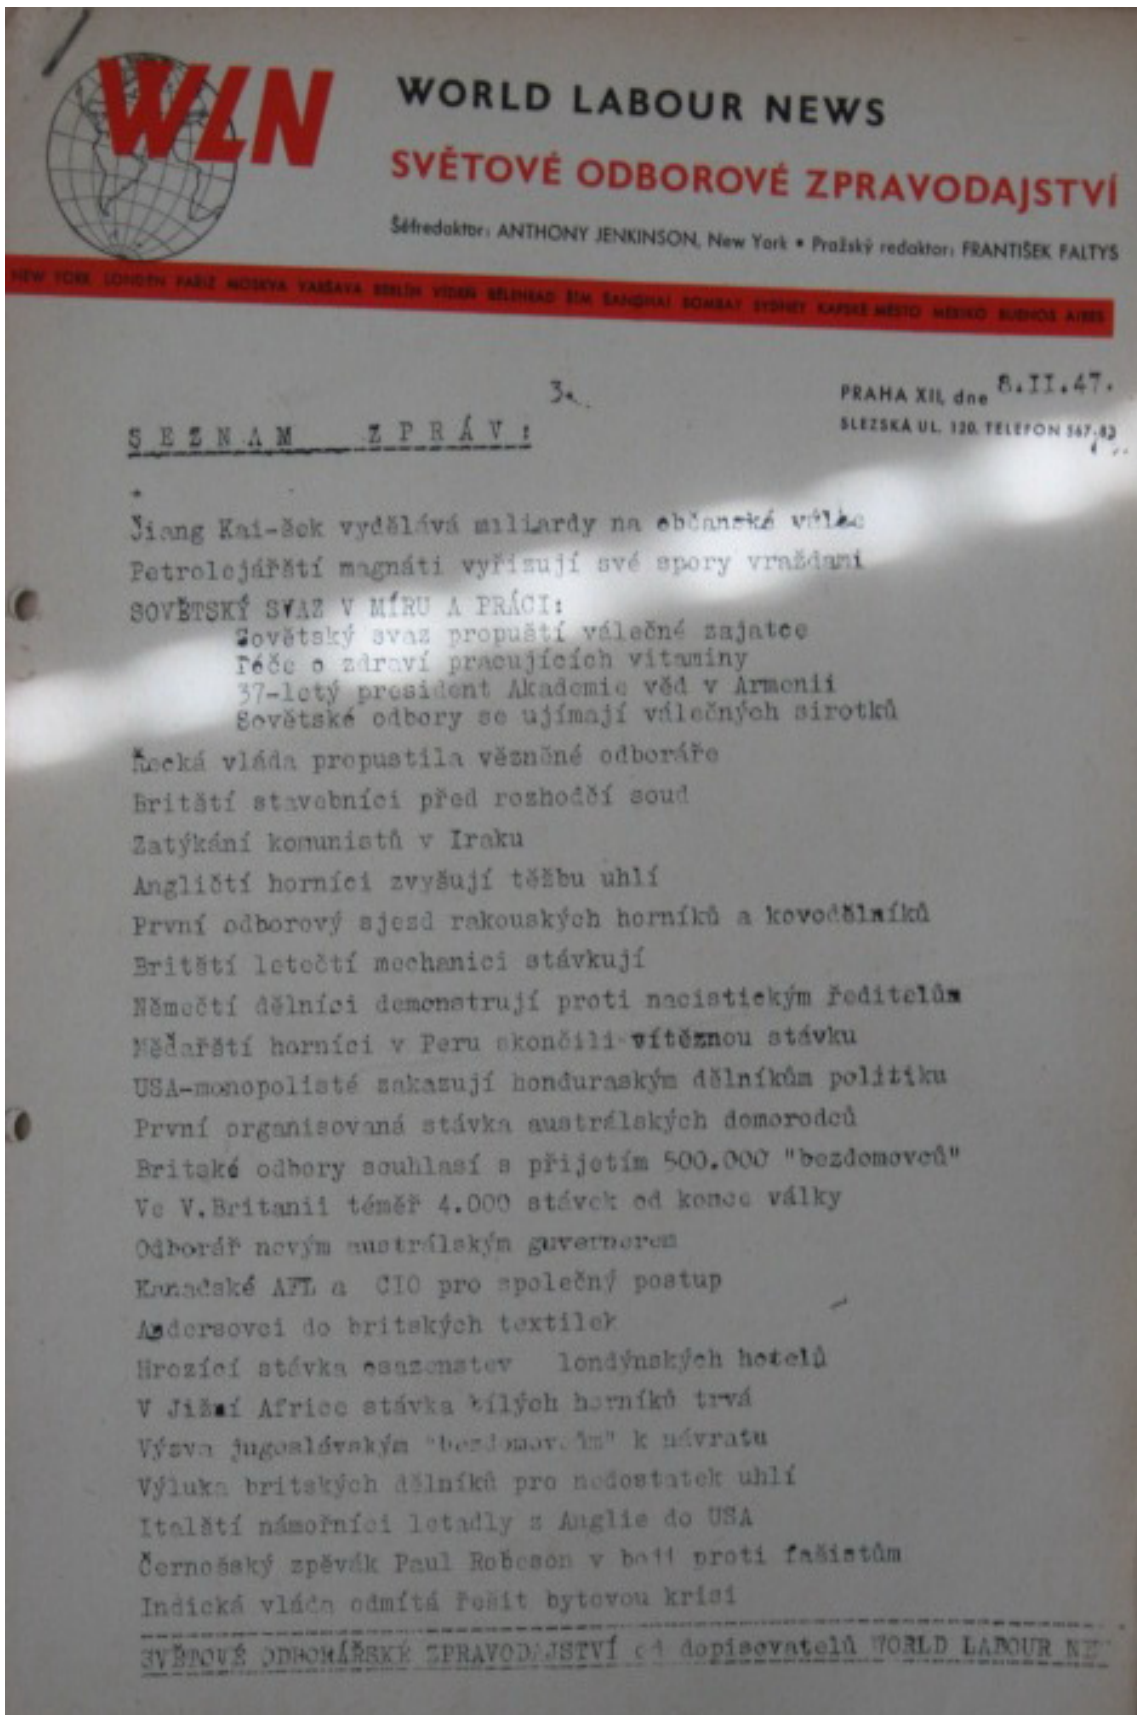 WLN
WORLD LABOUR NEWS
SVĚTOVÉ ODBOROVÉ ZPRAVODAJSTVÍ
Šéfredaktor: ANTHONY JENKINSON, New York • Pražský redaktor: FRANTIŠEK FALTYS
NEW YORK LONDÝN PAŘÍŽ MOSKVA VARŠAVA BERLÍN VÍDEŇ BĚLEHRAD ŘÍM ŠANGHAI BOMBAY SYDNEY KAPSKÉ MĚSTO MEXIKO BUENOS AIRES
3.
PRAHA XII, dne 8.II.47.
SLEZSKÁ UL. 120. TELEFON 567-83
SEZNAM ZPRÁV:
Čiang Kai-šek vydělává miliardy na občanské válce
Petrolejářští magnáti vyřizují své spory vraždami
SOVĚTSKÝ SVAZ V MÍRU A PRÁCI:
Sovětský svaz propuští válečné zajatce
Péče o zdraví pracujících vitaminy
37-letý president Akademie věd v Armenii
Sovětské odbory se ujímají válečných sirotků
Řecká vláda propustila vězněné odboráře
Britští stavebníci před rozhodčí soud
Zatýkání komunistů v Iraku
Angličtí horníci zvyšují těžbu uhlí
První odborový sjezd rakouských horníků a kovodělníků
Britští letečtí mechanici stávkují
Němečtí dělníci demonstrují proti nacistickým ředitelům
Měďařští horníci v Peru skončili vítěznou stávku
USA-monopolisté zakazují honduraským dělníkům politiku
První organisovaná stávka australských domorodců
Britské odbory souhlasí s přijetím 500.000 "bezdomovců"
Ve V.Britanii téměř 4.000 stávek od konce války
Odborář novým australským guvernerem
Kanadské AFL a CIO pro společný postup
Andersovci do britských textilek
Hrozící stávka osazenstev londýnských hotelů
V Jižní Africe stávka bílých horníků trvá
Výzva jugoslávským "bezdomovcům" k návratu
Výluka britských dělníků pro nedostatek uhlí
Italští námořníci letadly z Anglie do USA
Černošský zpěvák Paul Robeson v boji proti fašistům
Indická vláda odmítá řešit bytovou krisi
SVĚTOVÉ ODBORÁŘSKÉ ZPRAVODAJSTVÍ od dopisovatelů WORLD LABOUR NE